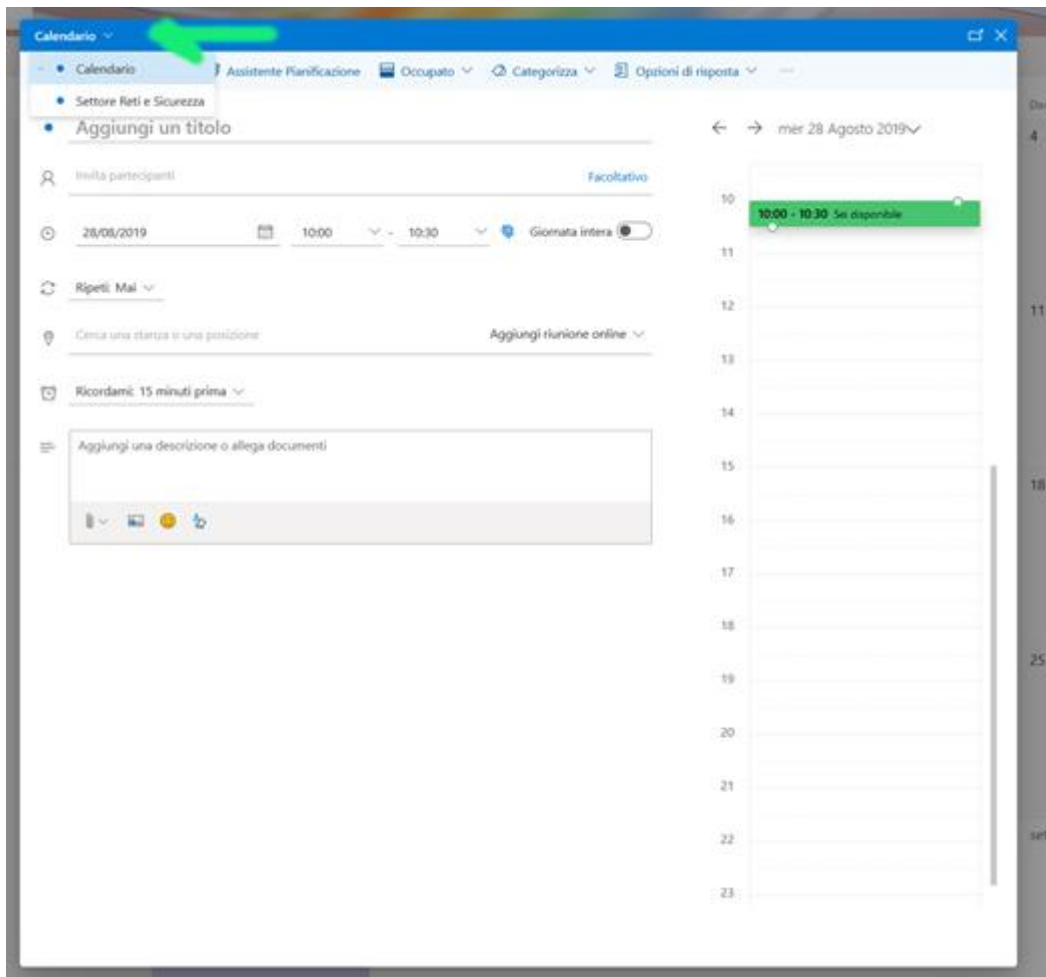 Calendario
Calendario
Assistente Pianificazione Occupato Categorizza Opzioni di risposta
Settore Reti e Sicurezza
Aggiungi un titolo
mer 28 Agosto 2019
4
Invita partecipanti Facoltativo
10
10:00 - 10:30 Sei disponibile
28/08/2019 10:00 - 10:30 Giornata intera
11
Ripeti: Mai
12
11
Cerca una stanza o una posizione Aggiungi riunione online
13
Ricordami: 15 minuti prima
14
Aggiungi una descrizione o allega documenti
15
18
16
17
18
25
19
20
21
22
set
23